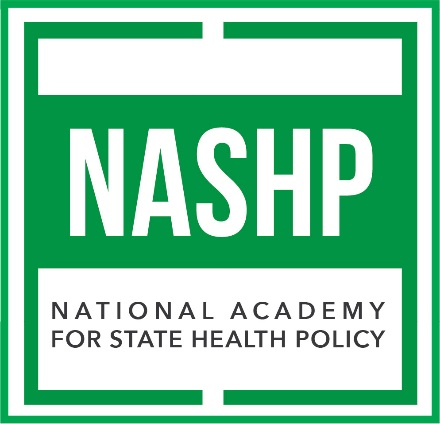 NASHP
NATIONAL ACADEMY
FOR STATE HEALTH POLICY